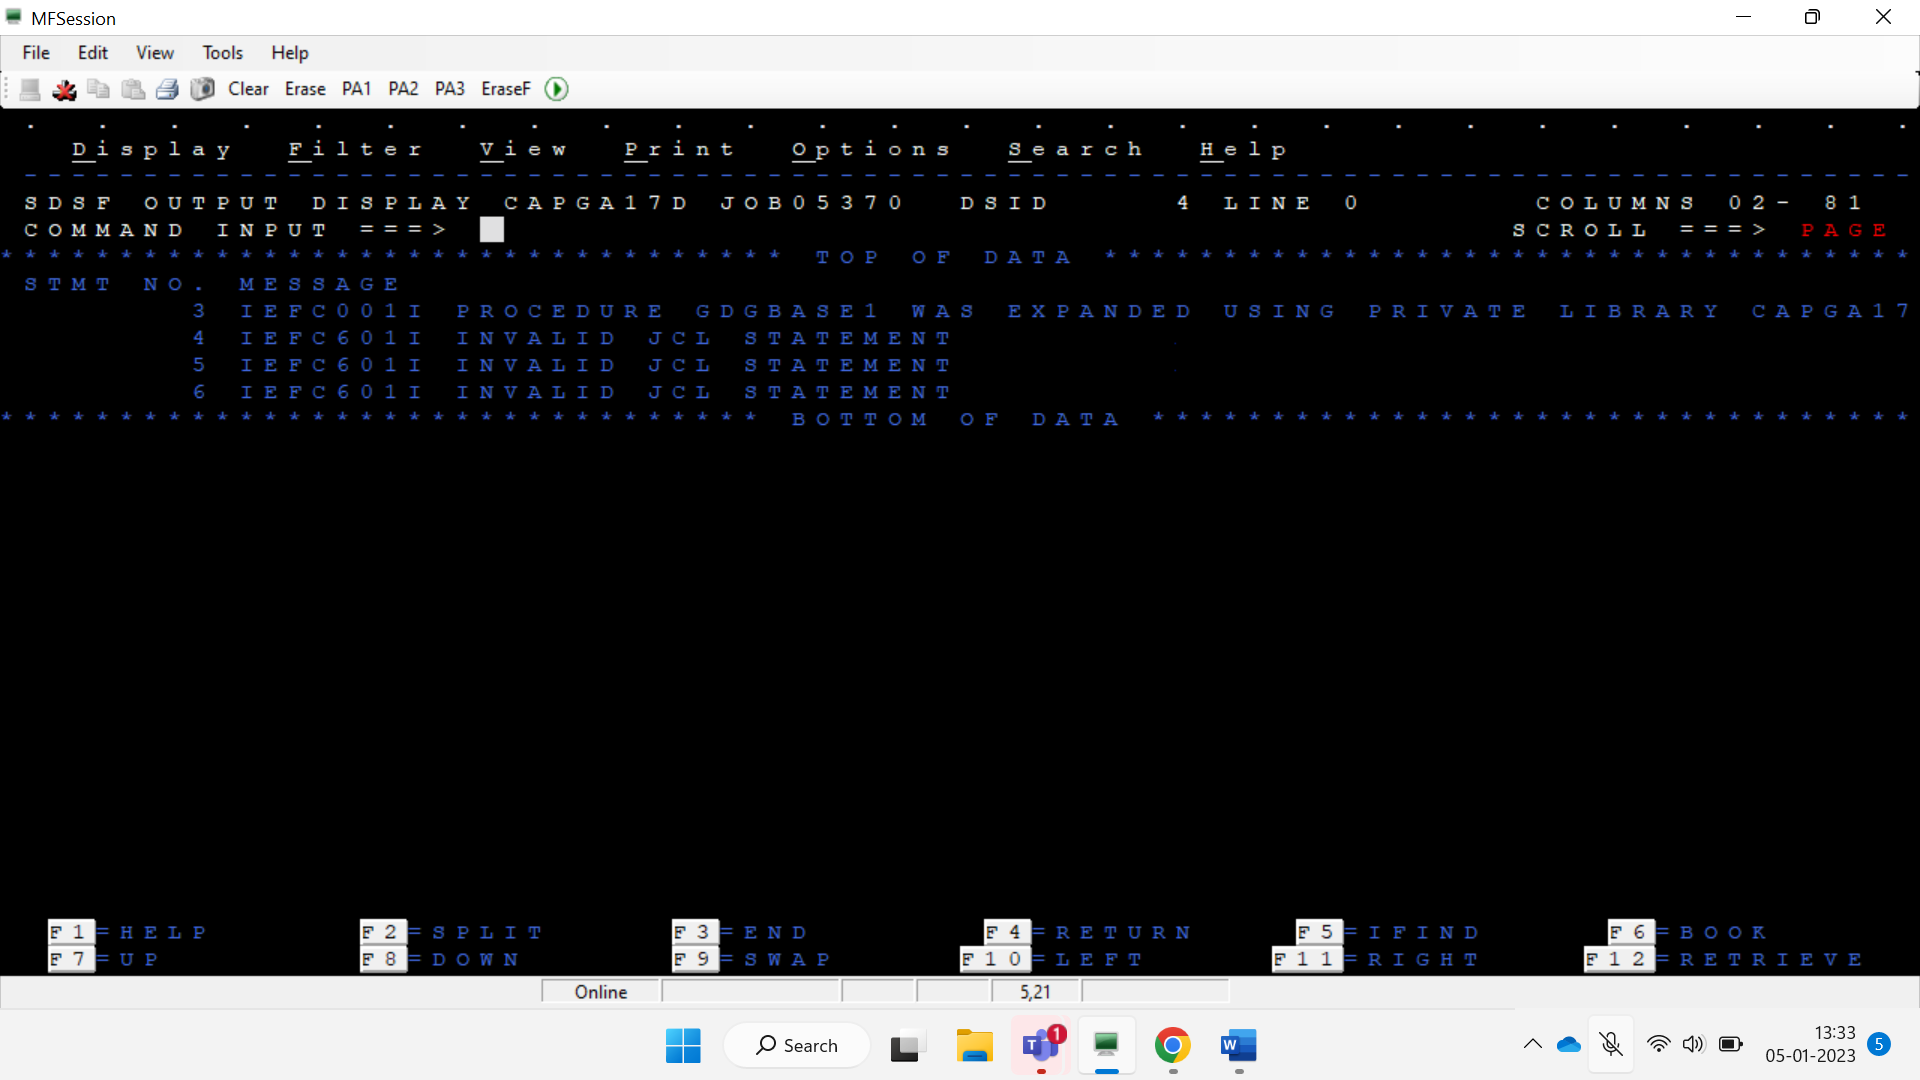 MFSession
File Edit View Tools Help
Clear Erase PA1 PA2 PA3 EraseF
Display Filter View Print Options Search Help
- - - - - - - - - - - - - - - - - - - - - - - - - - - - - - - - - - - - - - - - - - - - - - - - - - - - - - - - - - - - - - - - - - - - - - - - - - - - - - -
SDSF OUTPUT DISPLAY CAPGA17D JOB05370 DSID 4 LINE 0 COLUMNS 02- 81
COMMAND INPUT ===> SCROLL ===> PAGE
********************************* TOP OF DATA **********************************
STMT NO. MESSAGE
3 IEFC001I PROCEDURE GDGBASE1 WAS EXPANDED USING PRIVATE LIBRARY CAPGA17
4 IEFC601I INVALID JCL STATEMENT
5 IEFC601I INVALID JCL STATEMENT
6 IEFC601I INVALID JCL STATEMENT
******************************** BOTTOM OF DATA ********************************
F1=HELP F2=SPLIT F3=END F4=RETURN F5=IFIND F6=BOOK
F7=UP F8=DOWN F9=SWAP F10=LEFT F11=RIGHT F12=RETRIEVE
Online 5,21
Search 1 13:33 5
05-01-2023